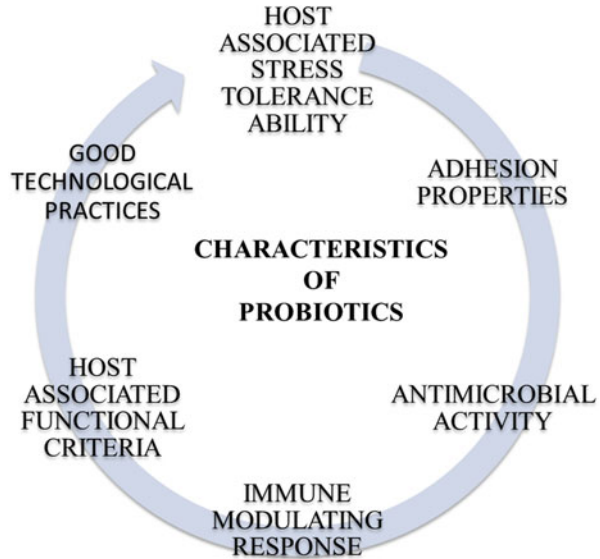 HOST
ASSOCIATED
STRESS
TOLERANCE
ABILITY
ADHESION
PROPERTIES
ANTIMICROBIAL
ACTIVITY
IMMUNE
MODULATING
RESPONSE
HOST
ASSOCIATED
FUNCTIONAL
CRITERIA
GOOD
TECHNOLOGICAL
PRACTICES
CHARACTERISTICS
OF
PROBIOTICS